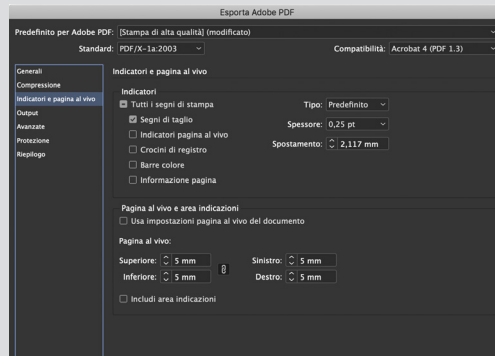 Esporta Adobe PDF
Predefinito per Adobe PDF: [Stampa di alta qualità] (modificato)
Standard: PDF/X-1a:2003 Compatibilità: Acrobat 4 (PDF 1.3)
Generali
Compressione
Indicatori e pagina al vivo
Output
Avanzate
Protezione
Riepilogo
Indicatori e pagina al vivo
Indicatori
Tutti i segni di stampa Tipo: Predefinito
Segni di taglio Spessore: 0,25 pt
Indicatori pagina al vivo Spostamento: 2,117 mm
Crocini di registro
Barre colore
Informazione pagina
Pagina al vivo e area indicazioni
Usa impostazioni pagina al vivo del documento
Pagina al vivo:
Superiore: 5 mm Sinistro: 5 mm
Inferiore: 5 mm Destro: 5 mm
Includi area indicazioni